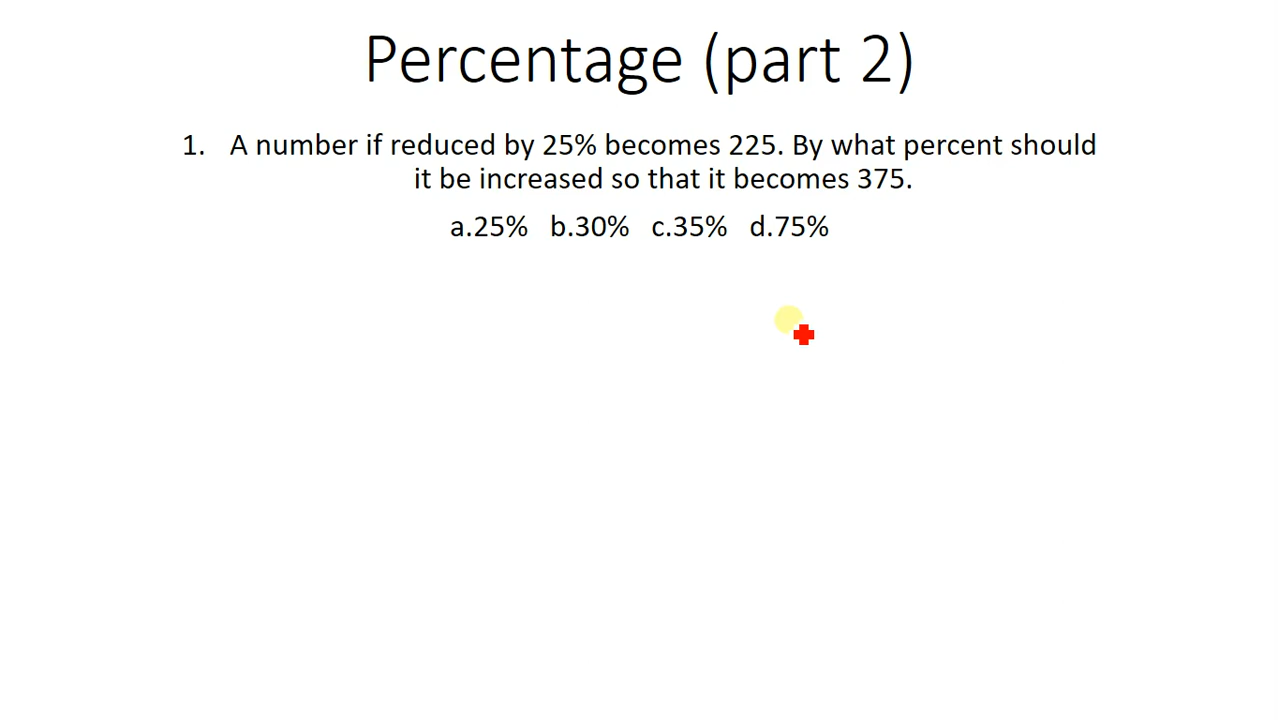 Percentage (part 2)
1. A number if reduced by 25% becomes 225. By what percent should
it be increased so that it becomes 375.
a.25% b.30% c.35% d.75%